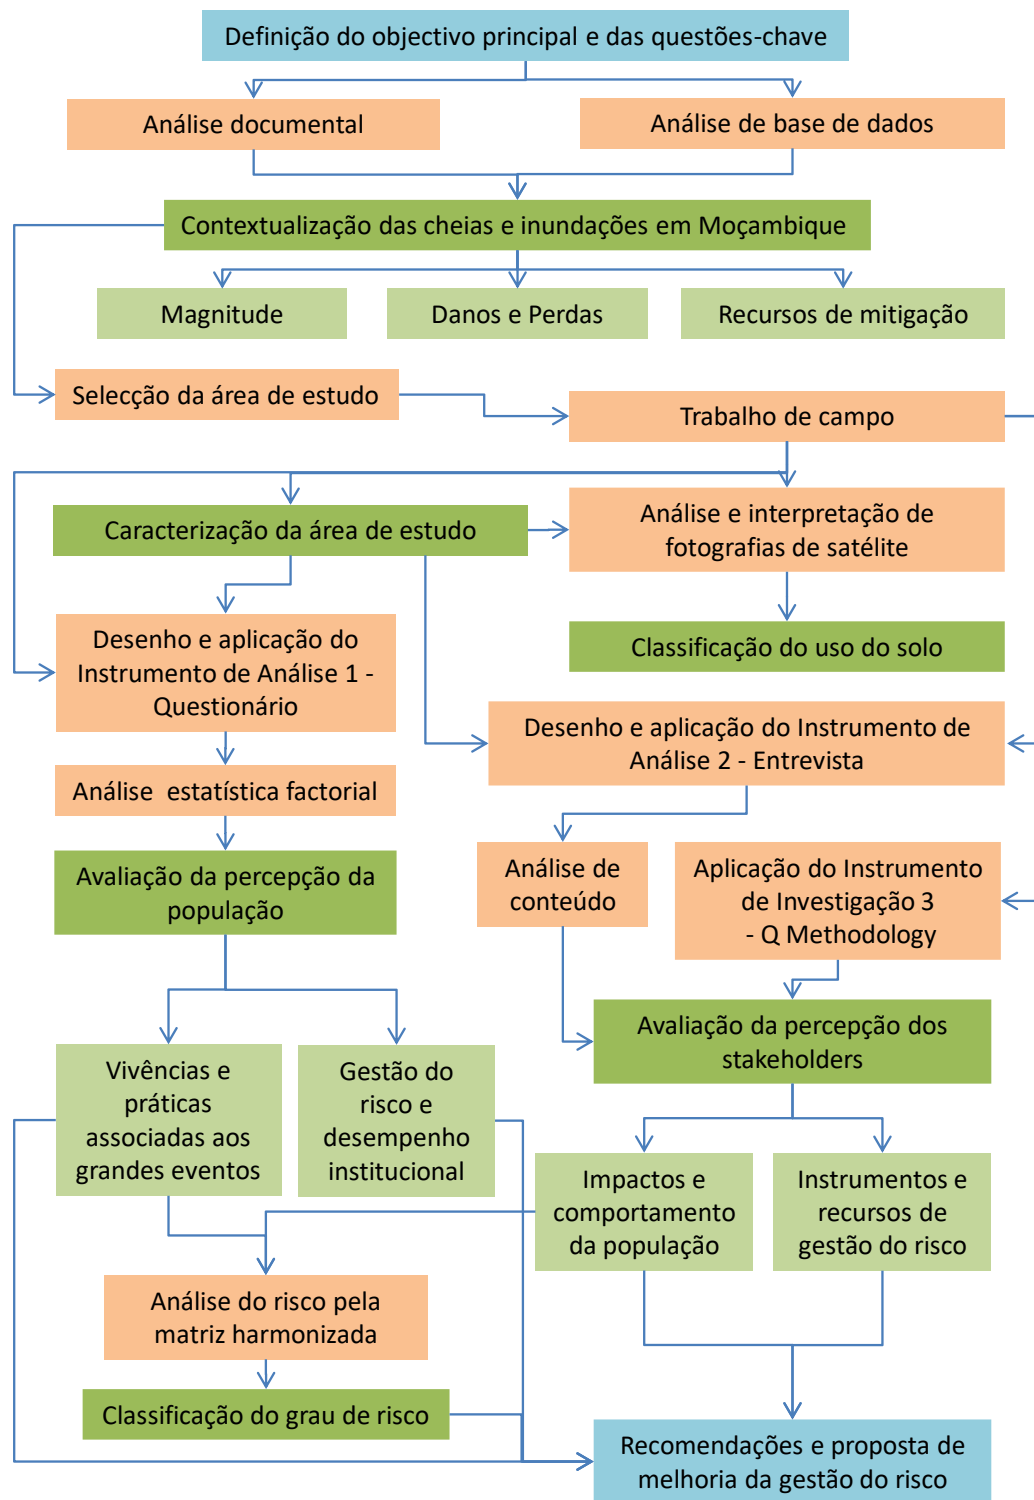 Definição do objectivo principal e das questões-chave
Análise documental
Análise de base de dados
Contextualização das cheias e inundações em Moçambique
Magnitude
Danos e Perdas
Recursos de mitigação
Selecção da área de estudo
Trabalho de campo
Caracterização da área de estudo
Análise e interpretação de
fotografias de satélite
Desenho e aplicação do
Instrumento de Análise 1 -
Questionário
Classificação do uso do solo
Desenho e aplicação do Instrumento de
Análise 2 - Entrevista
Análise  estatística factorial
Avaliação da percepção da
população
Análise de
conteúdo
Aplicação do Instrumento
de Investigação 3
- Q Methodology
Avaliação da percepção dos
stakeholders
Vivências e
práticas
associadas aos
grandes eventos
Gestão do
risco e
desempenho
institucional
Impactos e
comportamento
da população
Instrumentos e
recursos de
gestão do risco
Análise do risco pela
matriz harmonizada
Classificação do grau de risco
Recomendações e proposta de
melhoria da gestão do risco